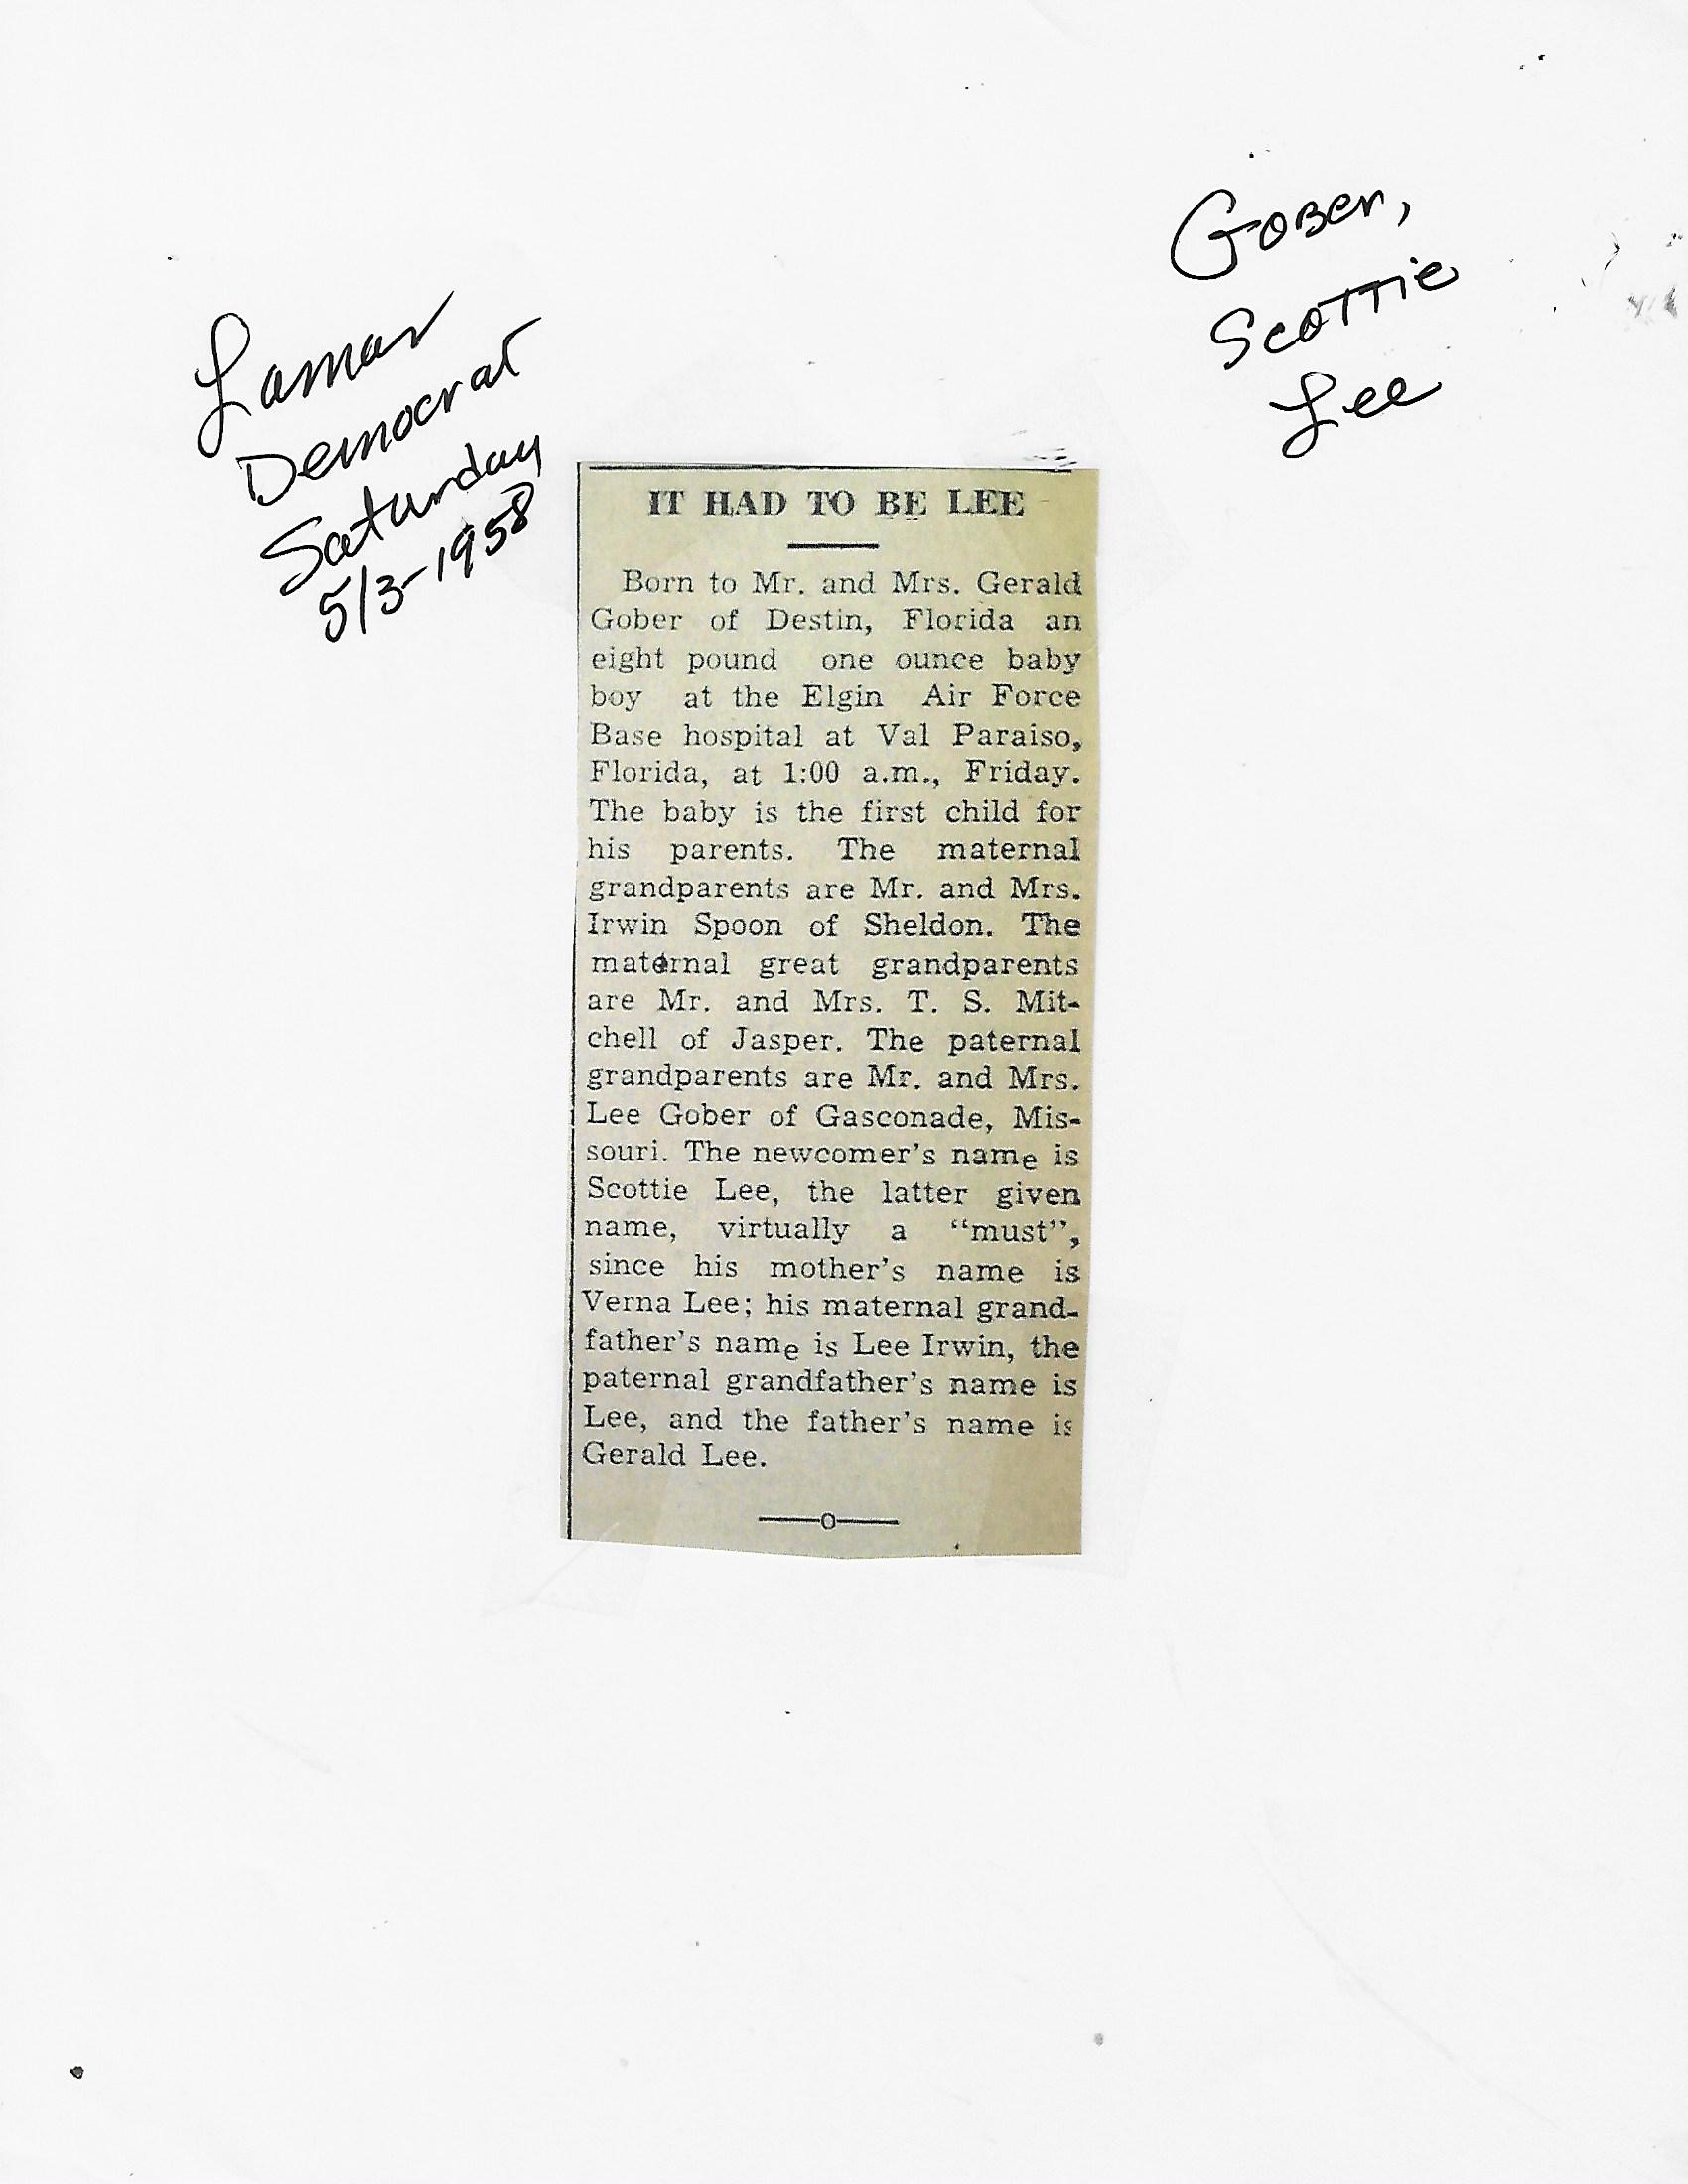 Gober,
Scottie
Lee
Lamar
Democrat
Saturday
5/3-1958
IT HAD TO BE LEE
Born to Mr. and Mrs. Gerald
Gober of Destin, Florida an
eight pound one ounce baby
boy at the Elgin Air Force
Base hospital at Val Paraiso,
Florida, at 1:00 a.m., Friday.
The baby is the first child for
his parents. The maternal
grandparents are Mr. and Mrs.
Irwin Spoon of Sheldon. The
maternal great grandparents
are Mr. and Mrs. T. S. Mit-
chell of Jasper. The paternal
grandparents are Mr. and Mrs.
Lee Gober of Gasconade, Mis-
souri. The newcomer's name is
Scottie Lee, the latter given
name, virtually a "must",
since his mother's name is
Verna Lee; his maternal grand-
father's name is Lee Irwin, the
paternal grandfather's name is
Lee, and the father's name is
Gerald Lee.